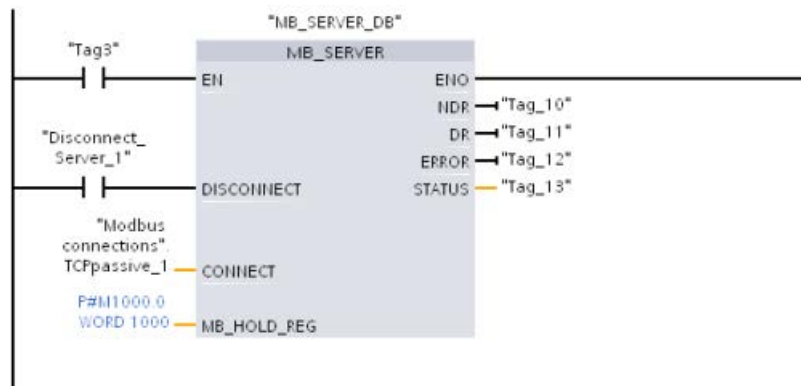 "MB_SERVER_DB"
"Tag3"
MB_SERVER
EN
ENO
NDR
"Tag_10"
DR
"Tag_11"
"Disconnect_
Server_1"
ERROR
"Tag_12"
DISCONNECT
STATUS
"Tag_13"
"Modbus
connections".
TCPpassive_1
CONNECT
P#M1000.0
WORD 1000
MB_HOLD_REG